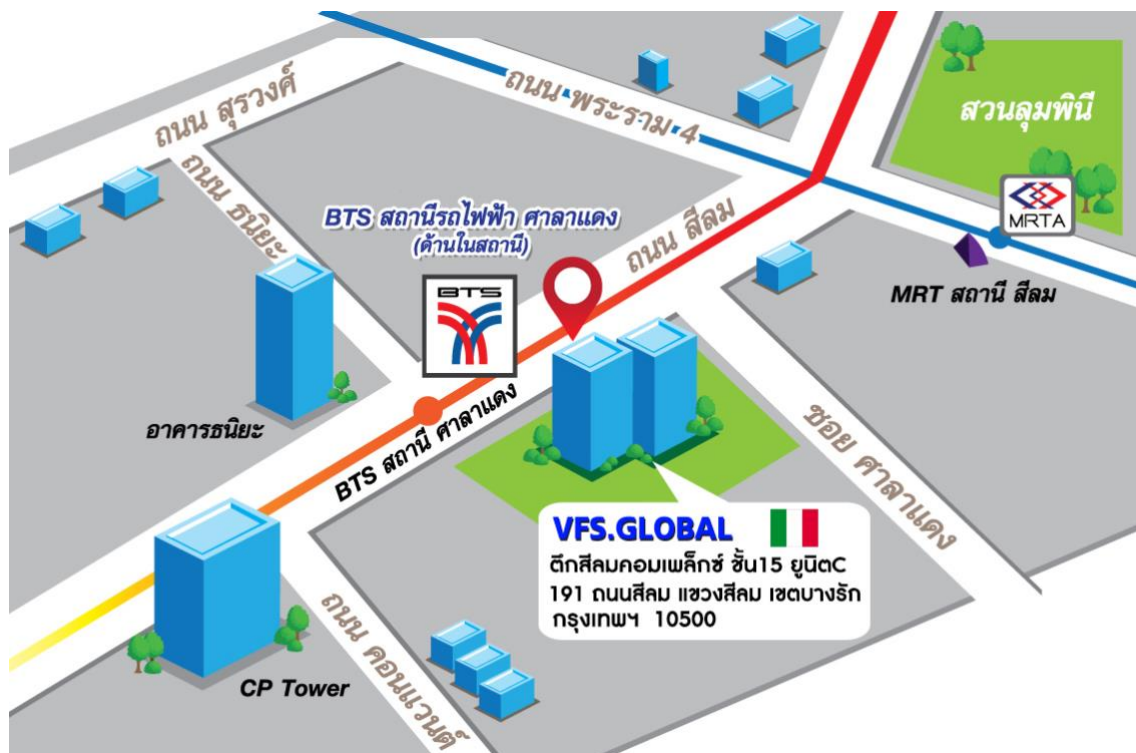 ถนน สุรวงศ์
ถนน พระราม 4
สวนลุมพินี
ถนน ธนิยะ
BTS สถานีรถไฟฟ้า ศาลาแดง
(ด้านในสถานี)
ถนน สีลม
MRTA
BTS
MRT สถานี สีลม
อาคารธนิยะ
BTS สถานี ศาลาแดง
ซอย ศาลาแดง
VFS.GLOBAL
ตึกสีลมคอมเพล็กซ์ ชั้น15 ยูนิตC
191 ถนนสีลม แขวงสีลม เขตบางรัก
กรุงเทพฯ 10500
ถนน คอนแวนต์
CP Tower